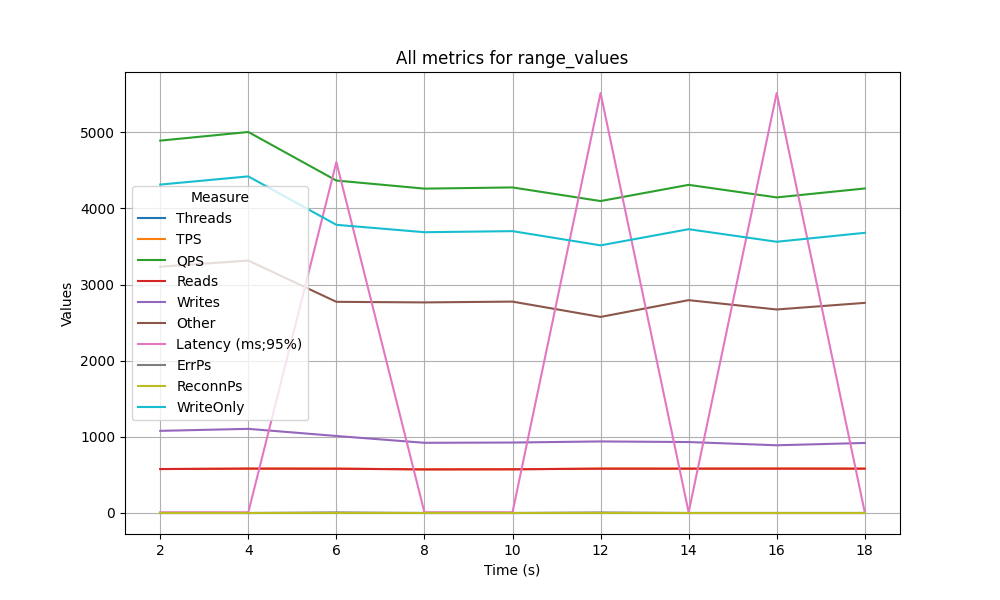 All metrics for range_values
Values
5000
4000
3000
2000
1000
0
Measure
Threads
TPS
QPS
Reads
Writes
Other
Latency (ms;95%)
ErrPs
ReconnPs
WriteOnly
2 4 6 8 10 12 14 16 18
Time (s)